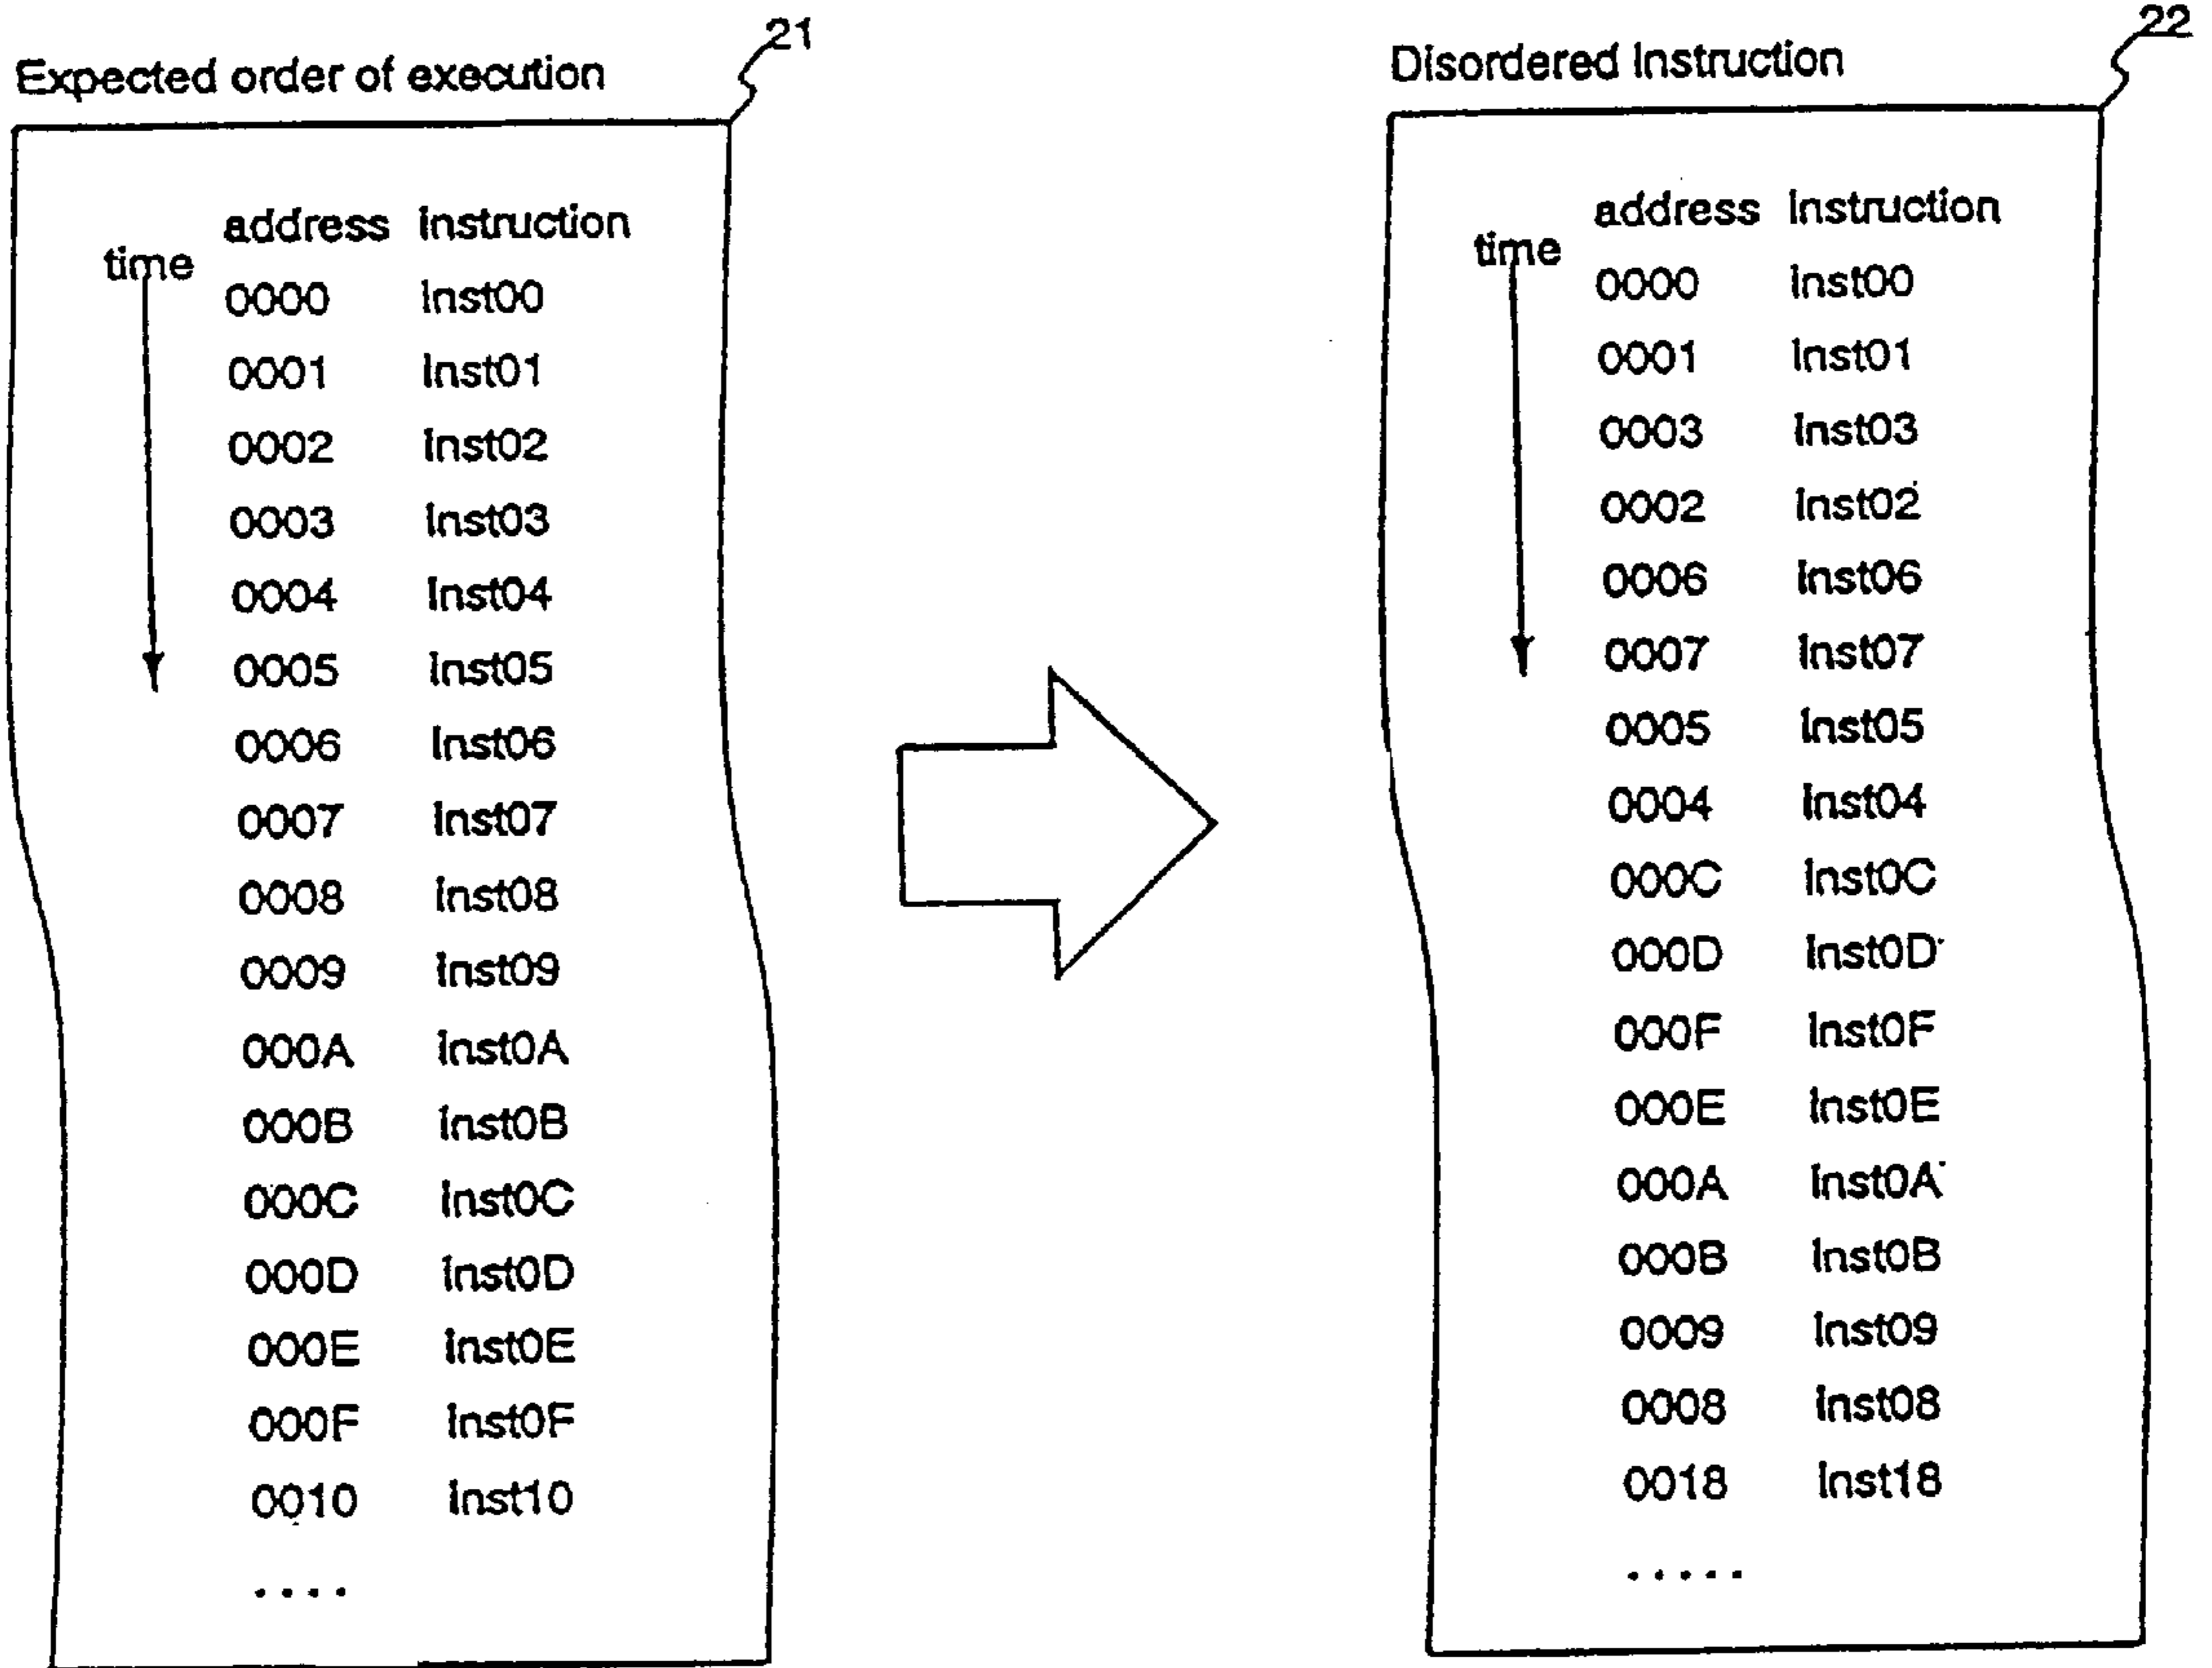 21
Expected order of execution
address Instruction
time
0000 Inst00
0001 Inst01
0002 Inst02
0003 Inst03
0004 Inst04
0005 Inst05
0006 Inst06
0007 Inst07
0008 Inst08
0009 Inst09
000A Inst0A
000B Inst0B
000C Inst0C
000D Inst0D
000E Inst0E
000F Inst0F
0010 Inst10
....
22
Disordered Instruction
address Instruction
time
0000 Inst00
0001 Inst01
0003 Inst03
0002 Inst02
0006 Inst06
0007 Inst07
0005 Inst05
0004 Inst04
000C Inst0C
000D Inst0D
000F Inst0F
000E Inst0E
000A Inst0A
000B Inst0B
0009 Inst09
0008 Inst08
0018 Inst18
.....